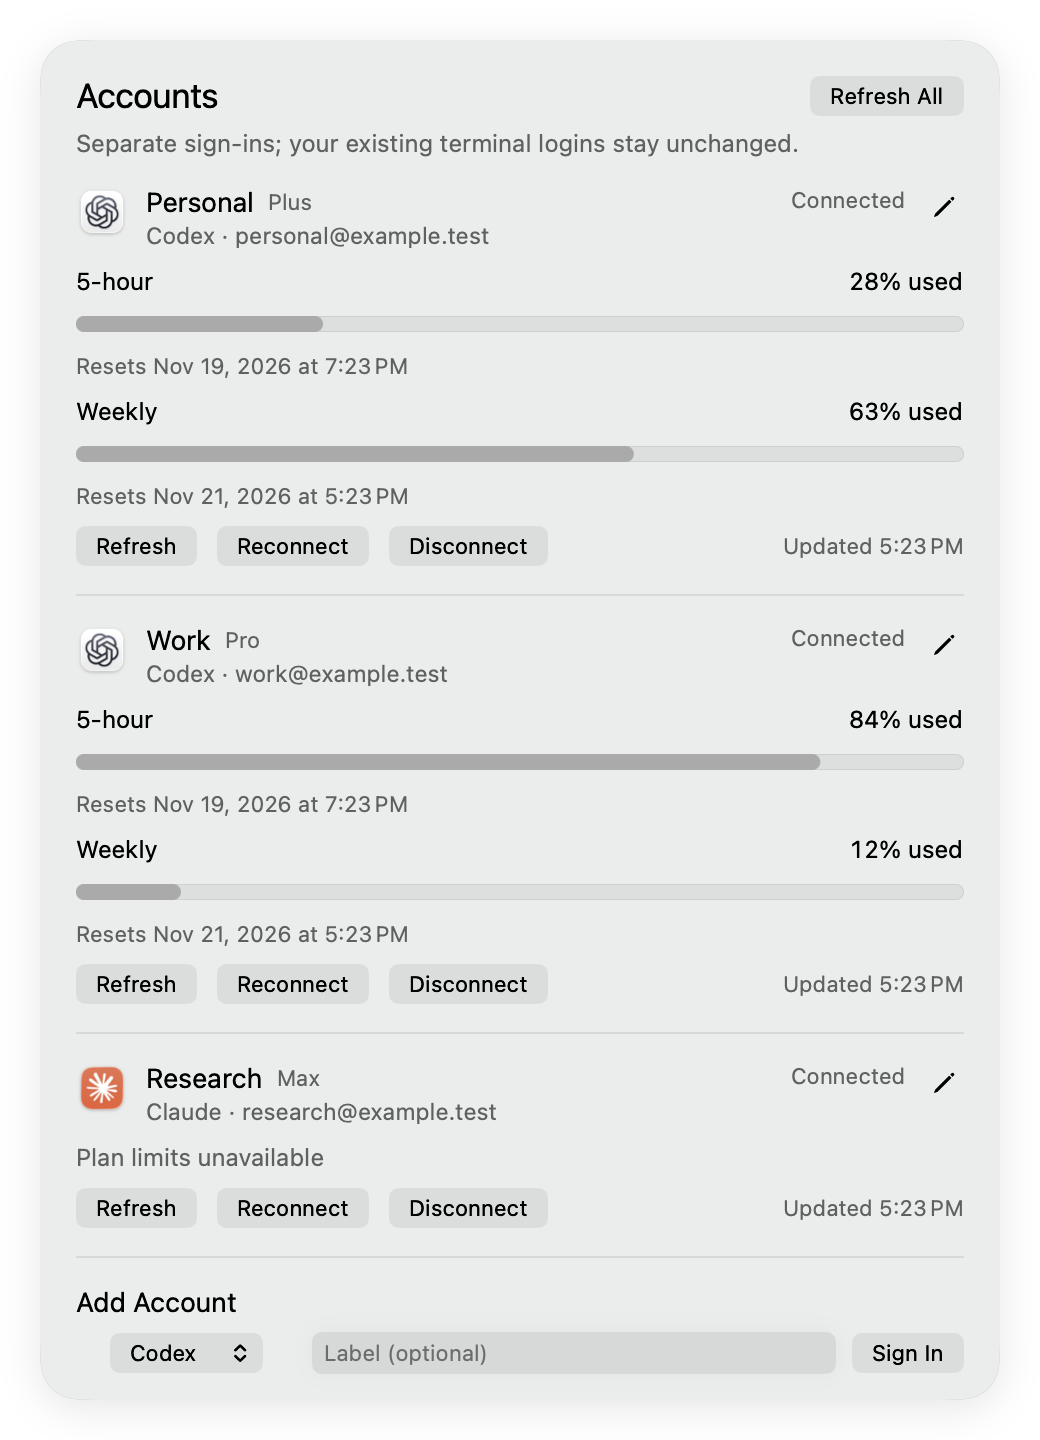 Accounts
Refresh All
Separate sign-ins; your existing terminal logins stay unchanged.
Personal Plus
Connected
Codex · personal@example.test
5-hour
28% used
Resets Nov 19, 2026 at 7:23 PM
Weekly
63% used
Resets Nov 21, 2026 at 5:23 PM
Refresh
Reconnect
Disconnect
Updated 5:23 PM
Work Pro
Connected
Codex · work@example.test
5-hour
84% used
Resets Nov 19, 2026 at 7:23 PM
Weekly
12% used
Resets Nov 21, 2026 at 5:23 PM
Refresh
Reconnect
Disconnect
Updated 5:23 PM
Research Max
Connected
Claude · research@example.test
Plan limits unavailable
Refresh
Reconnect
Disconnect
Updated 5:23 PM
Add Account
Codex
Label (optional)
Sign In